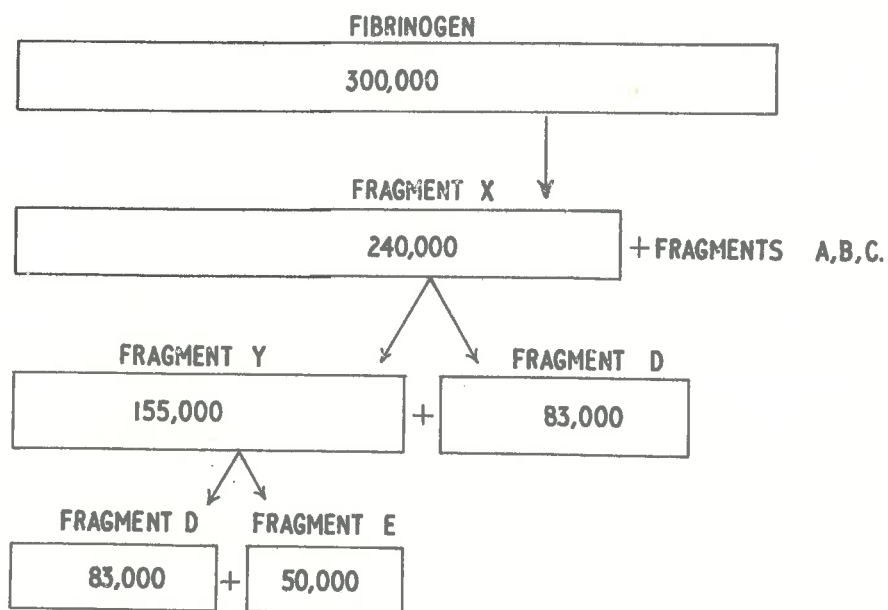 FIBRINOGEN
300,000
FRAGMENT X
240,000
+ FRAGMENTS A,B,C.
FRAGMENT Y
FRAGMENT D
155,000
+
83,000
FRAGMENT D
FRAGMENT E
83,000
+
50,000